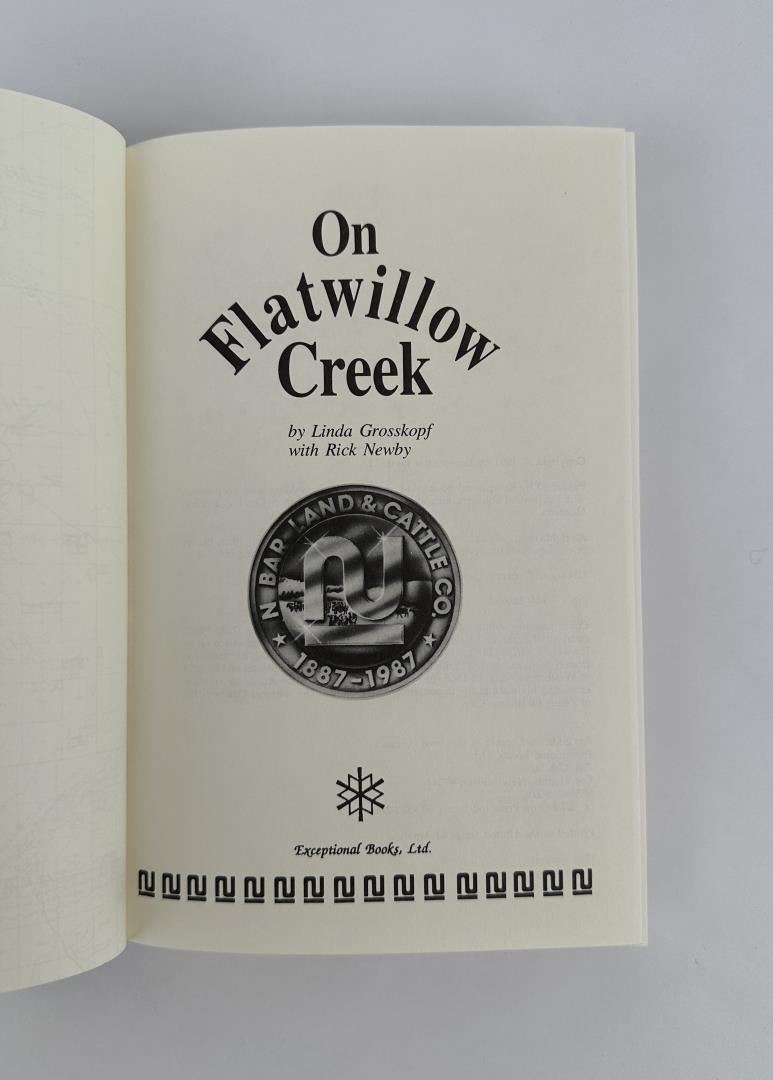 On
Flatwillow
Creek
by Linda Grosskopf
with Rick Newby
N BAR LAND & CATTLE CO.
1887-1987
Exceptional Books, Ltd.